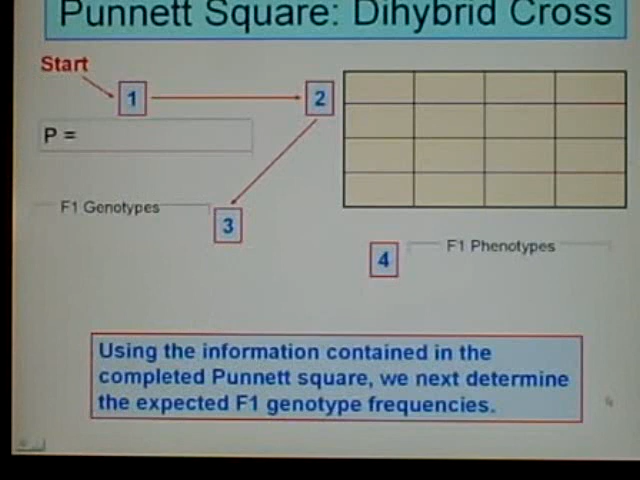 Punnett Square: Dihybrid Cross
Start
1
2
P =
F1 Genotypes
3
F1 Phenotypes
4
Using the information contained in the
completed Punnett square, we next determine
the expected F1 genotype frequencies.